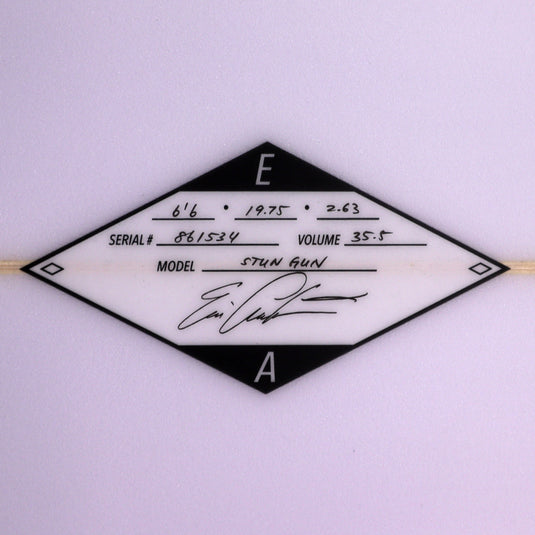 E
6'6 • 19.75 • 2.63
SERIAL # 861534 VOLUME 35.5
MODEL STUN GUN
A